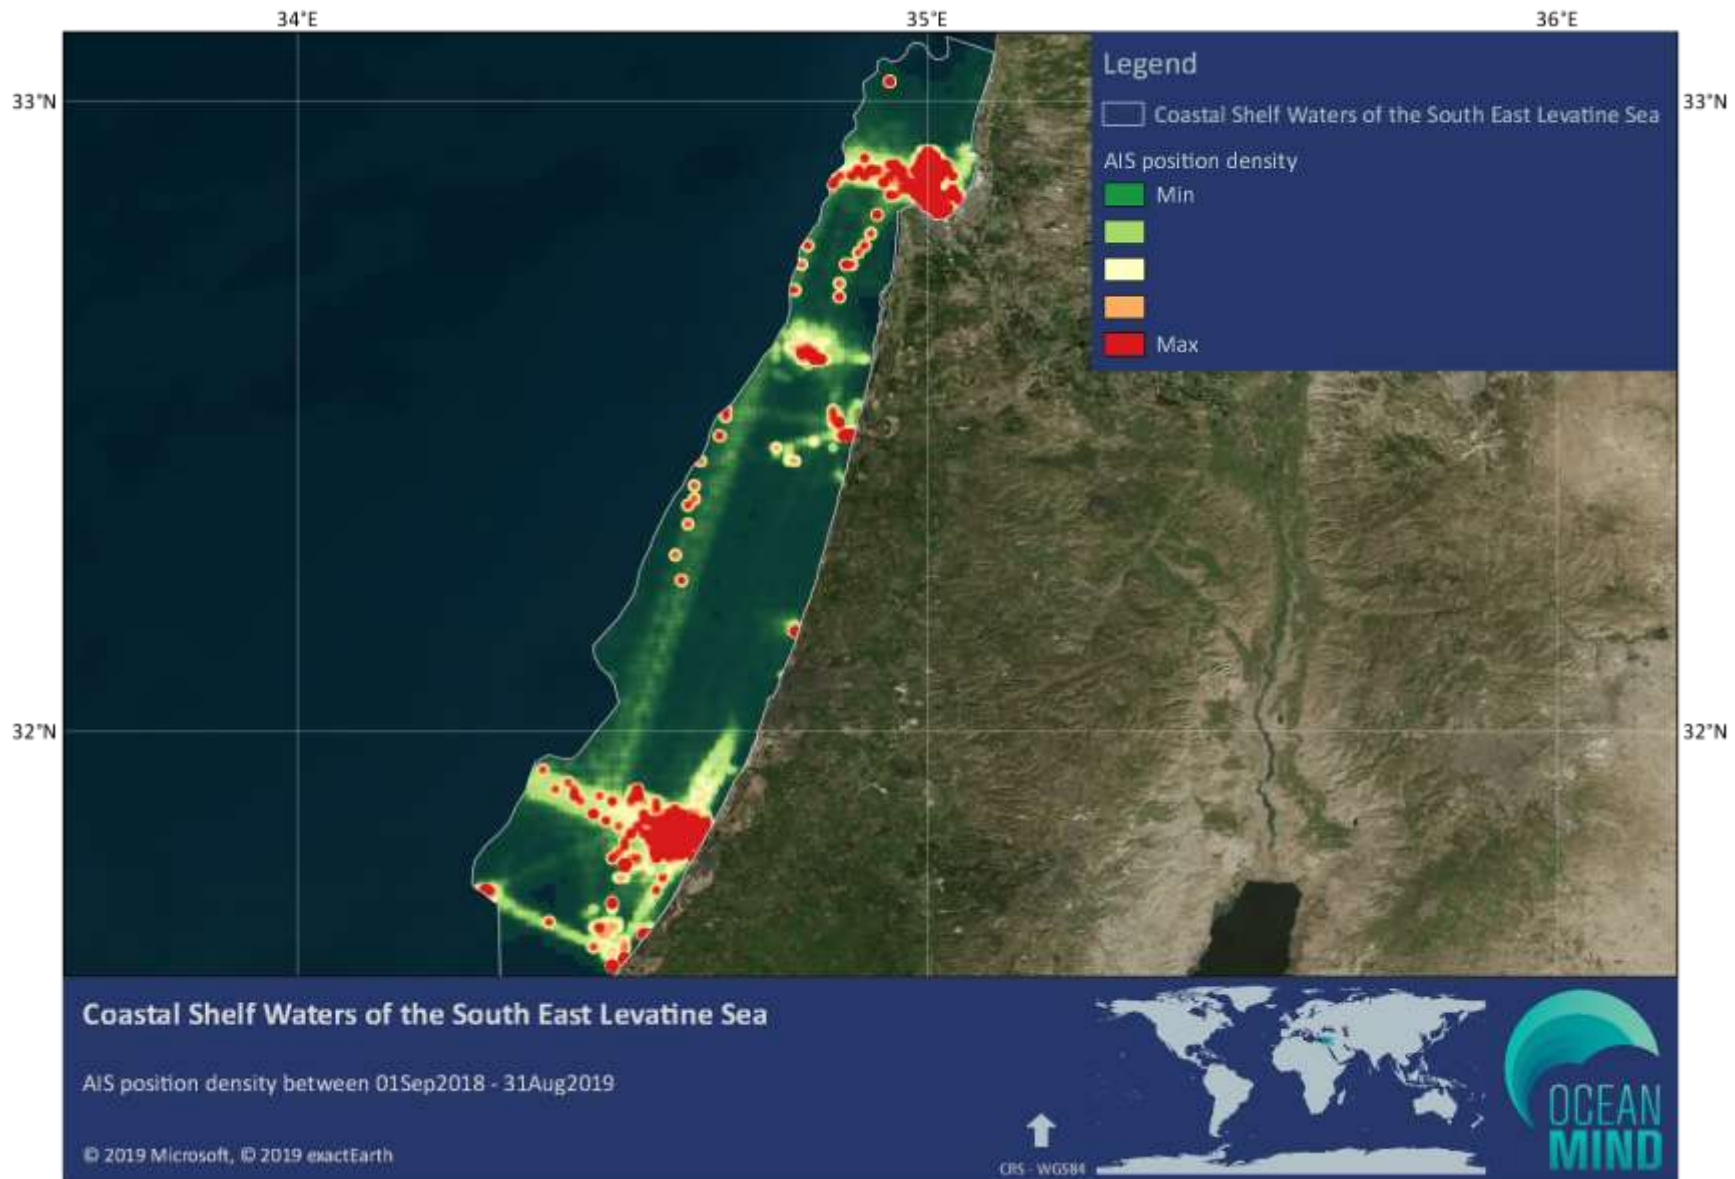 34°E 35°E 36°E
33°N 33°N
Legend
Coastal Shelf Waters of the South East Levatine Sea
AIS position density
Min
Max
32°N 32°N
Coastal Shelf Waters of the South East Levatine Sea
AIS position density between 01Sep2018 - 31Aug2019
© 2019 Microsoft, © 2019 exactEarth
CRS - WGS84
OCEAN
MIND